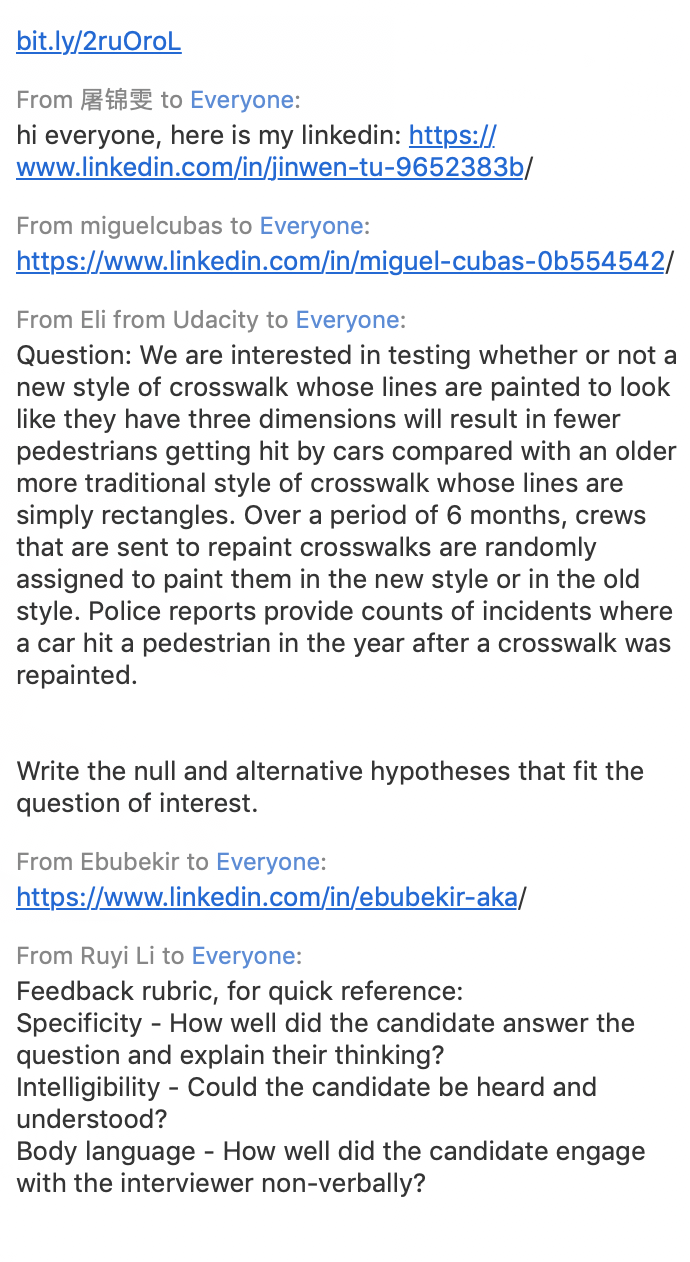 bit.ly/2ruOroL
From 屠锦雯 to Everyone:
hi everyone, here is my linkedin: https://
www.linkedin.com/in/jinwen-tu-9652383b/
From miguelcubas to Everyone:
https://www.linkedin.com/in/miguel-cubas-0b554542/
From Eli from Udacity to Everyone:
Question: We are interested in testing whether or not a
new style of crosswalk whose lines are painted to look
like they have three dimensions will result in fewer
pedestrians getting hit by cars compared with an older
more traditional style of crosswalk whose lines are
simply rectangles. Over a period of 6 months, crews
that are sent to repaint crosswalks are randomly
assigned to paint them in the new style or in the old
style. Police reports provide counts of incidents where
a car hit a pedestrian in the year after a crosswalk was
repainted.
Write the null and alternative hypotheses that fit the
question of interest.
From Ebubekir to Everyone:
https://www.linkedin.com/in/ebubekir-aka/
From Ruyi Li to Everyone:
Feedback rubric, for quick reference:
Specificity - How well did the candidate answer the
question and explain their thinking?
Intelligibility - Could the candidate be heard and
understood?
Body language - How well did the candidate engage
with the interviewer non-verbally?